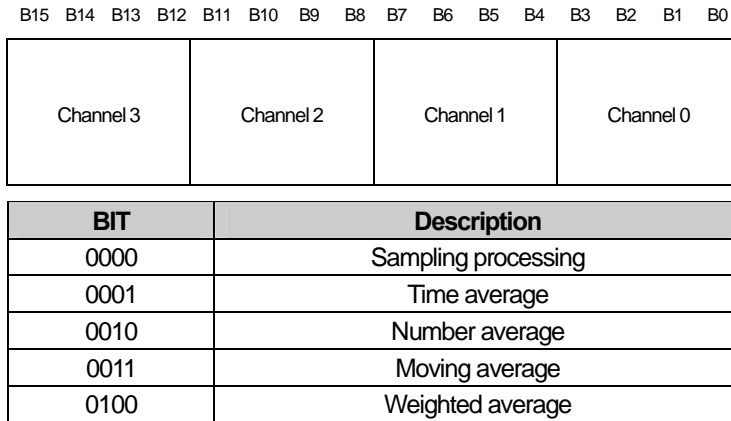 B15 B14 B13 B12 B11 B10 B9 B8 B7 B6 B5 B4 B3 B2 B1 B0
Channel 3 Channel 2 Channel 1 Channel 0
BIT Description
0000 Sampling processing
0001 Time average
0010 Number average
0011 Moving average
0100 Weighted average